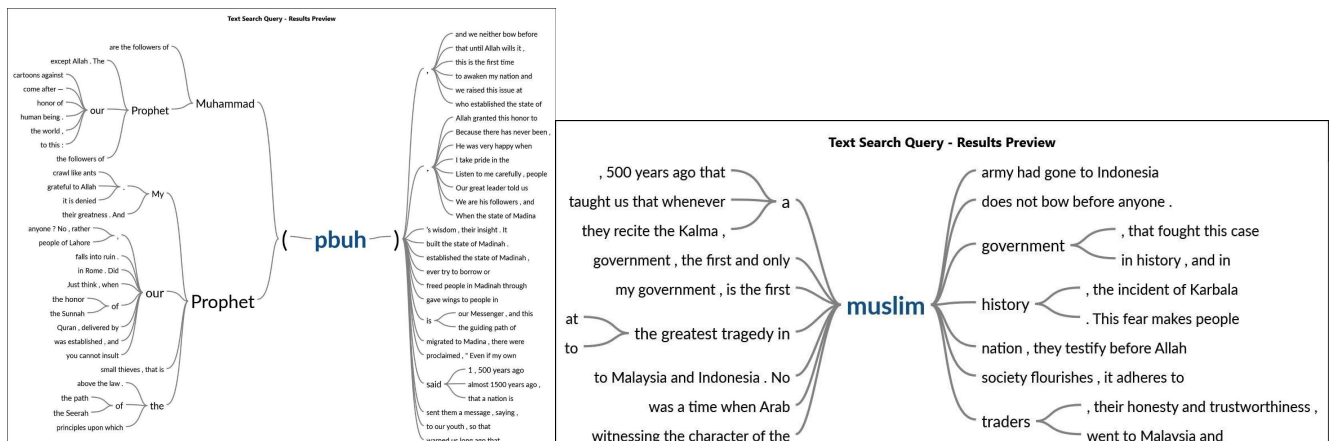 Text Search Query - Results Preview
are the followers of
except Allah . The
cartoons against
come after —
honor of
human being .
the world ,
to this :
our
Prophet
the followers of
Muhammad
crawl like ants
grateful to Allah
it is denied
.
their greatness . And
My
anyone ? No , rather
people of Lahore
,
falls into ruin .
in Rome . Did
Just think , when
the honor
the Sunnah
of
Quran , delivered by
was established , and
you cannot insult
our
small thieves , that is
above the law .
the path
the Seerah
of
principles upon which
the
Prophet
( pbuh )
,
and we neither bow before
that until Allah wills it ,
this is the first time
to awaken my nation and
we raised this issue at
who established the state of
.
Allah granted this honor to
Because there has never been ,
He was very happy when
I take pride in the
Listen to me carefully , people
Our great leader told us
We are his followers , and
When the state of Madina
's wisdom , their insight . It
built the state of Madinah .
established the state of Madinah ,
ever try to borrow or
freed people in Madinah through
gave wings to people in
is
our Messenger , and this
the guiding path of
migrated to Madina , there were
proclaimed , " Even if my own
said
1 , 500 years ago
almost 1500 years ago ,
that a nation is
sent them a message , saying ,
to our youth , so that
warned us long ago that
Text Search Query - Results Preview
, 500 years ago that
taught us that whenever
they recite the Kalma ,
a
government , the first and only
my government , is the first
at
to
the greatest tragedy in
to Malaysia and Indonesia . No
was a time when Arab
witnessing the character of the
muslim
army had gone to Indonesia
does not bow before anyone .
government
, that fought this case
in history , and in
history
, the incident of Karbala
. This fear makes people
nation , they testify before Allah
society flourishes , it adheres to
traders
, their honesty and trustworthiness ,
went to Malaysia and